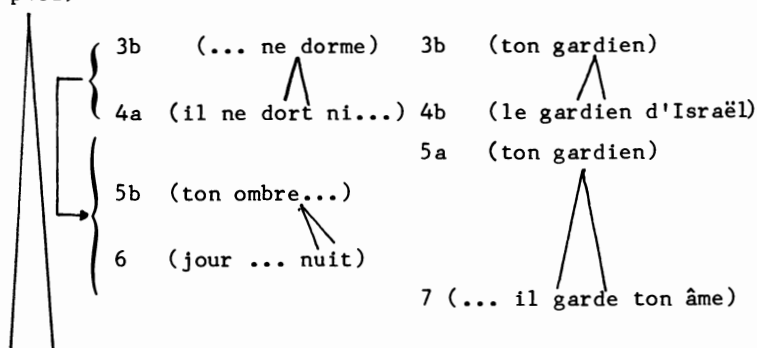 3b (... ne dorme) 3b (ton gardien)
4a (il ne dort ni...) 4b (le gardien d'Israël)
5a (ton gardien)
5b (ton ombre...)
6 (jour ... nuit)
7 (... il garde ton âme)